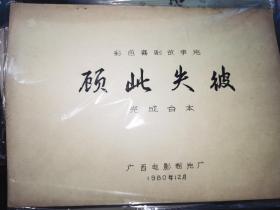 彩色喜剧故事片
顾此失彼
完成台本
广西电影制片厂
1980年12月